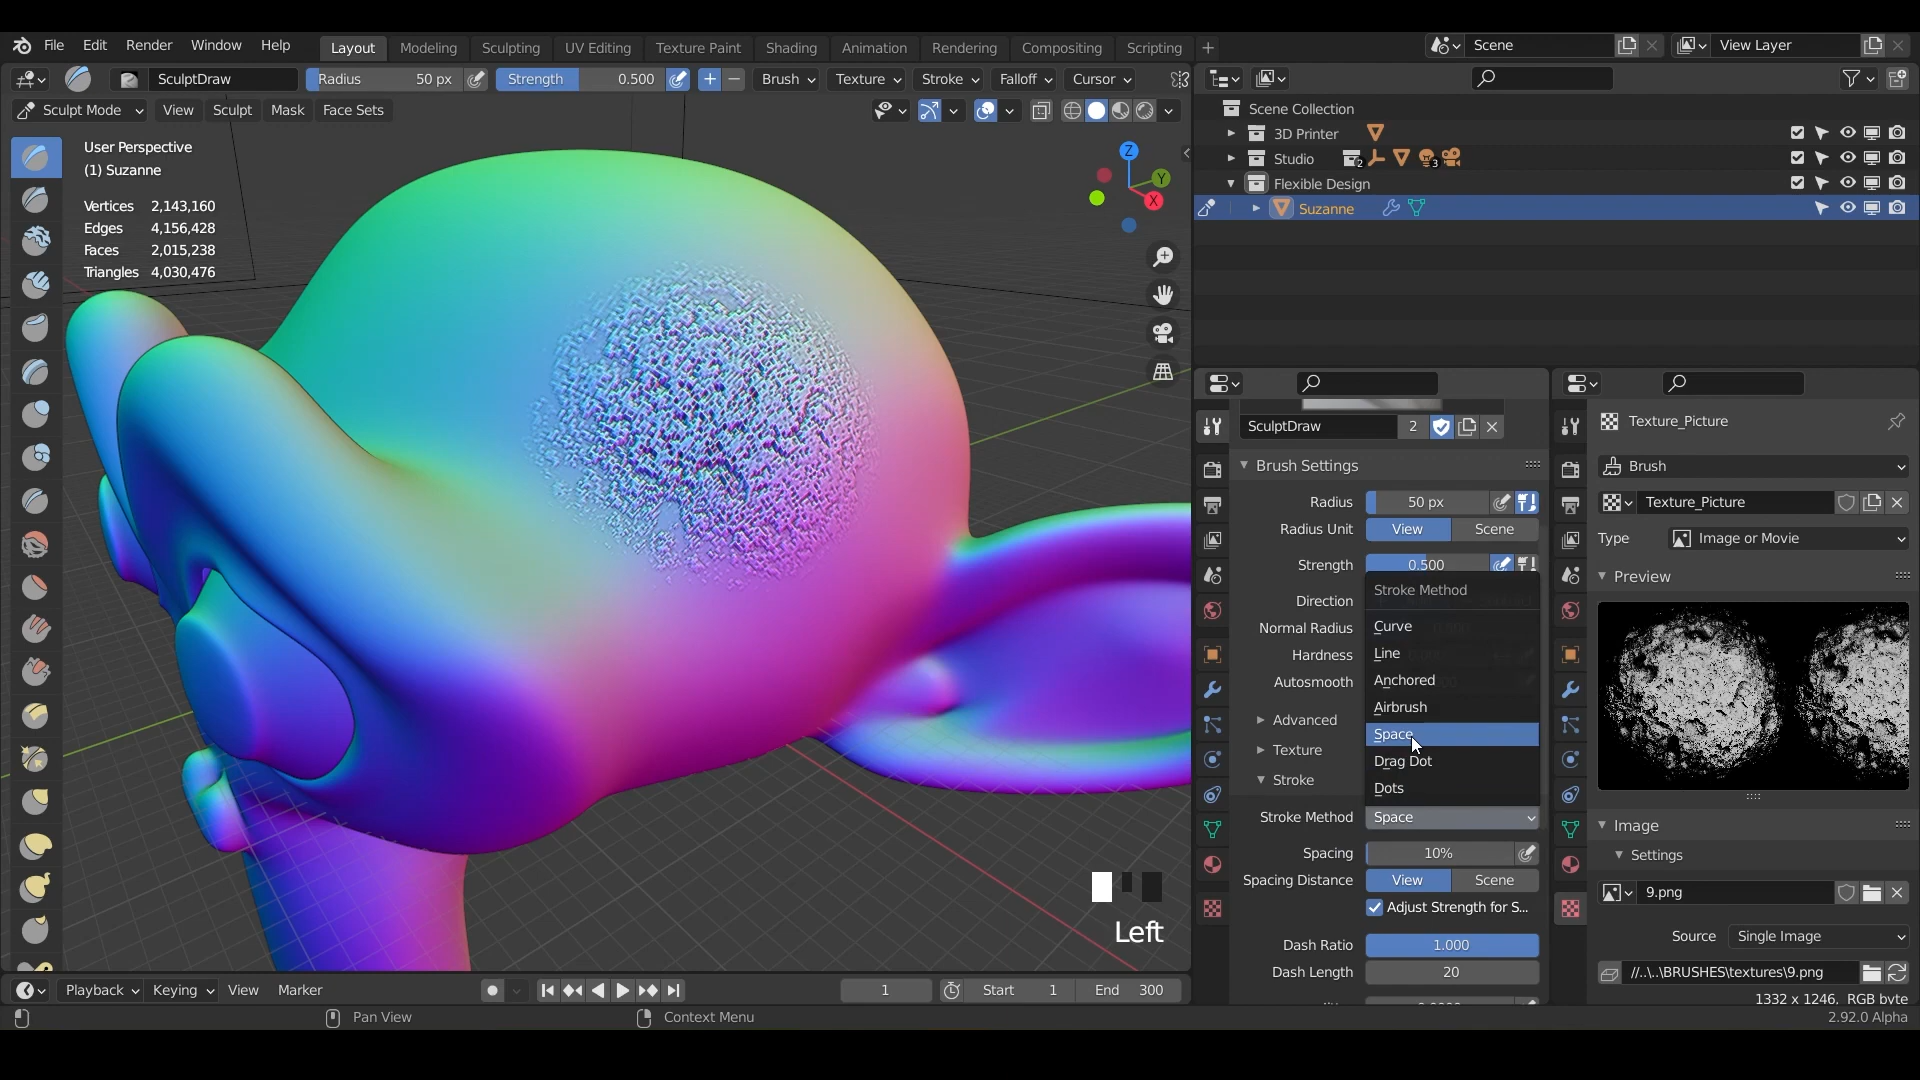 File Edit Render Window Help
Layout Modeling Sculpting UV Editing Texture Paint Shading Animation Rendering Compositing Scripting +
Scene
View Layer
SculptDraw
Radius 50 px
Strength 0.500
Brush Texture Stroke Falloff Cursor
Sculpt Mode View Sculpt Mask Face Sets
User Perspective
(1) Suzanne
Vertices 2,143,160
Edges 4,156,428
Faces 2,015,238
Triangles 4,030,476
Z
Y
X
Left
Scene Collection
3D Printer
Studio 2 3
Flexible Design
Suzanne
SculptDraw 2
Brush Settings
Radius 50 px
Radius Unit View Scene
Strength 0.500
Direction
Normal Radius
Hardness
Autosmooth
Advanced
Texture
Stroke
Stroke Method
Curve
Line
Anchored
Airbrush
Space
Drag Dot
Dots
Stroke Method Space
Spacing 10%
Spacing Distance View Scene
Adjust Strength for S...
Dash Ratio 1.000
Dash Length 20
Texture_Picture
Brush
Texture_Picture
Type Image or Movie
Preview
Image
Settings
9.png
Source Single Image
//..\..\BRUSHES\textures\9.png
1332 x 1246, RGB byte
Playback Keying View Marker
1
Start 1
End 300
Pan View
Context Menu
2.92.0 Alpha